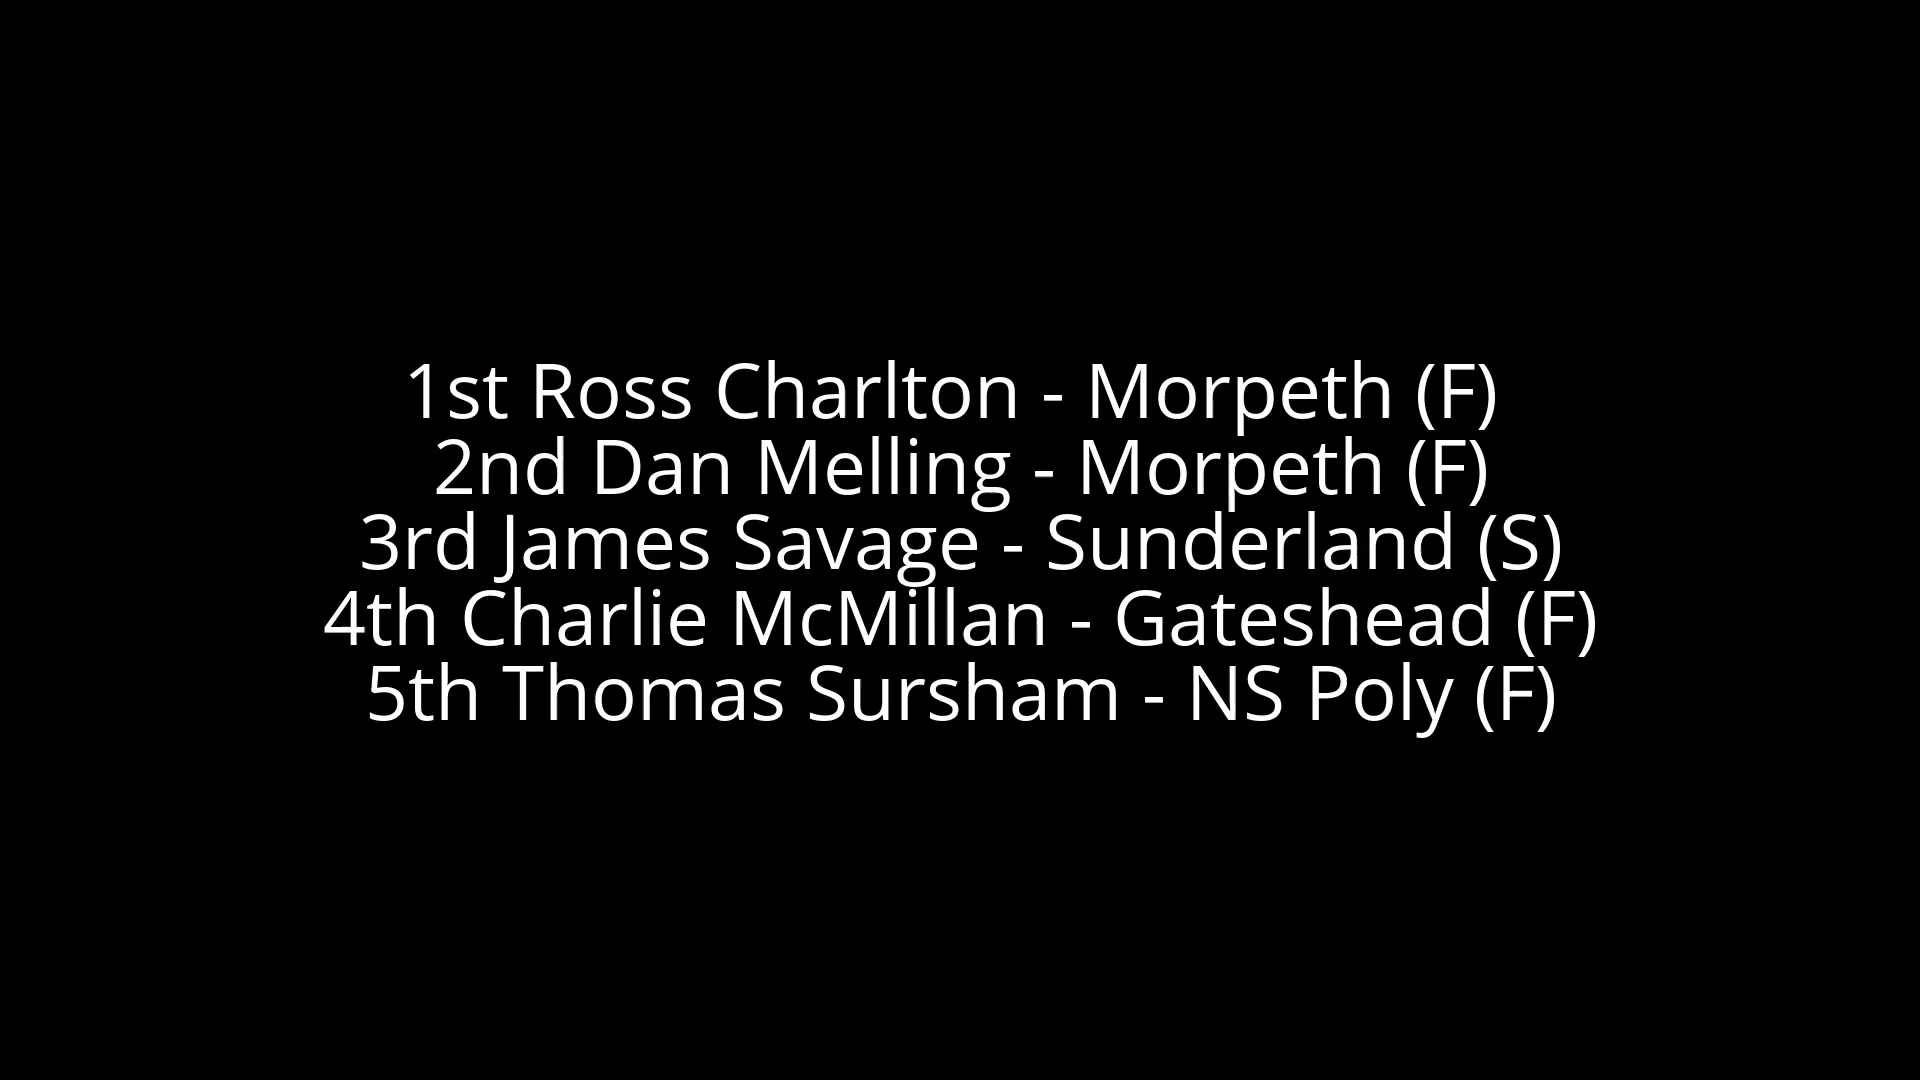 1st Ross Charlton - Morpeth (F)
2nd Dan Melling - Morpeth (F)
3rd James Savage - Sunderland (S)
4th Charlie McMillan - Gateshead (F)
5th Thomas Sursham - NS Poly (F)